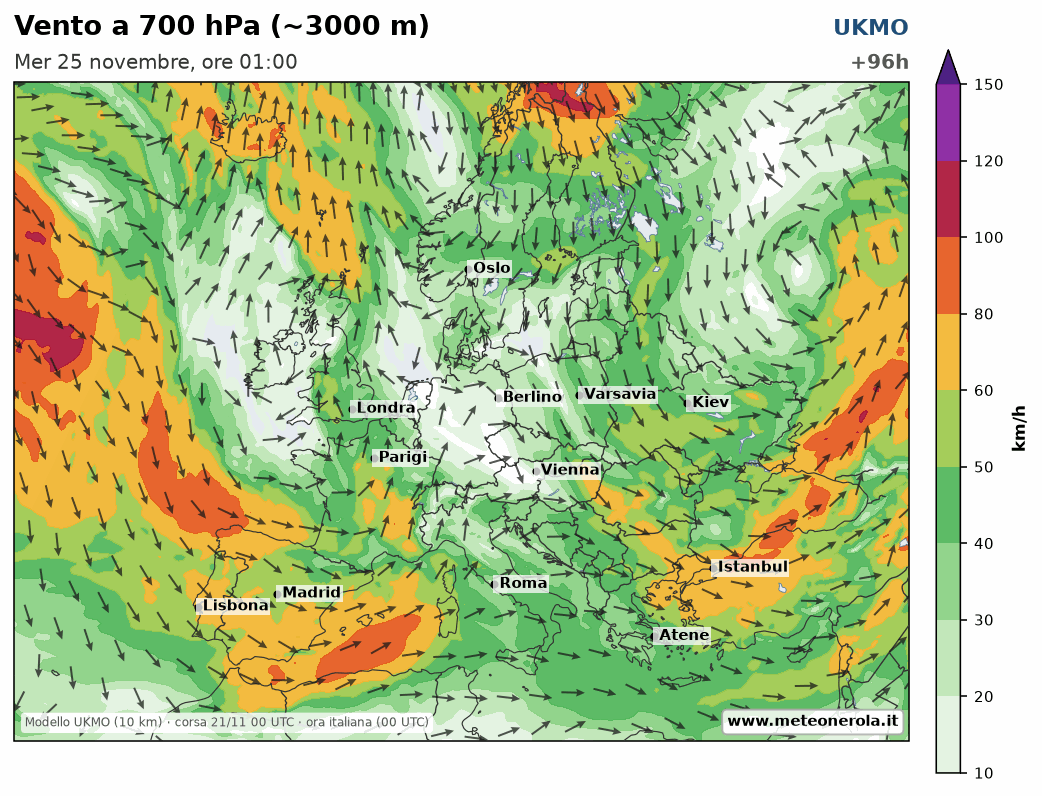 Vento a 700 hPa (~3000 m)
UKMO
Mer 25 novembre, ore 01:00
+96h
150
120
100
80
60
50
40
30
20
10
km/h
Oslo
Berlino
Varsavia
Kiev
Londra
Parigi
Vienna
Istanbul
Roma
Madrid
Lisbona
Atene
Modello UKMO (10 km) · corsa 21/11 00 UTC · ora italiana (00 UTC)
www.meteonerola.it